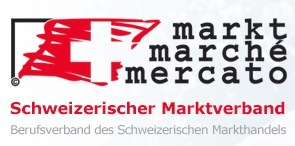 markt
marché
mercato
©
Schweizerischer Marktverband
Berufsverband des Schweizerischen Markthandels